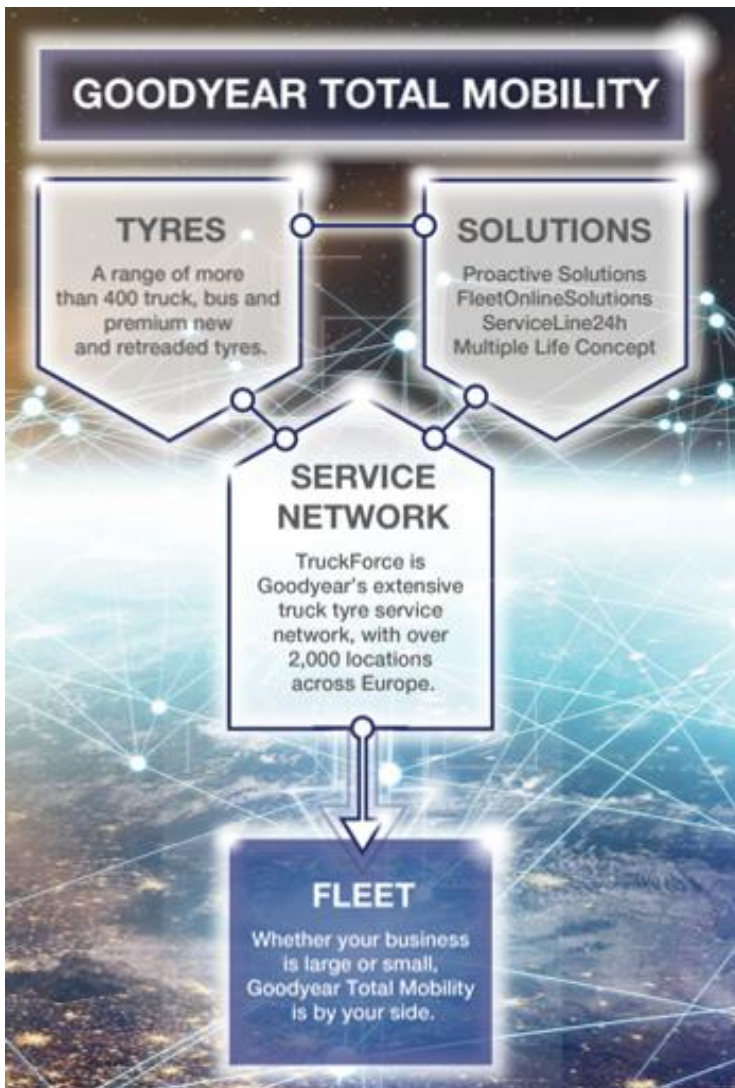 GOODYEAR TOTAL MOBILITY
TYRES
A range of more
than 400 truck, bus and
premium new
and retreaded tyres.
SOLUTIONS
Proactive Solutions
FleetOnlineSolutions
ServiceLine24h
Multiple Life Concept
SERVICE
NETWORK
TruckForce is
Goodyear's extensive
truck tyre service
network, with over
2,000 locations
across Europe.
FLEET
Whether your business
is large or small,
Goodyear Total Mobility
is by your side.